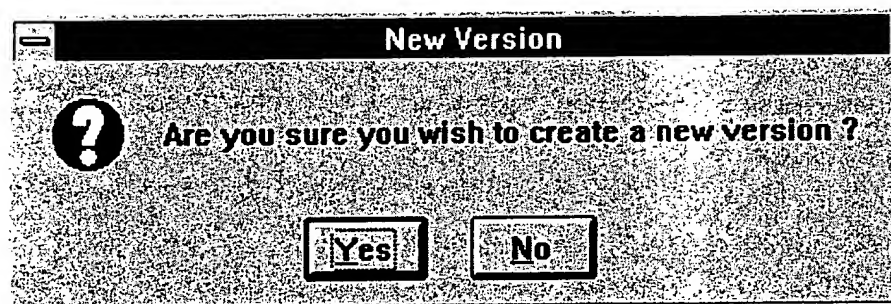 New Version
Are you sure you wish to create a new version ?
Yes
No